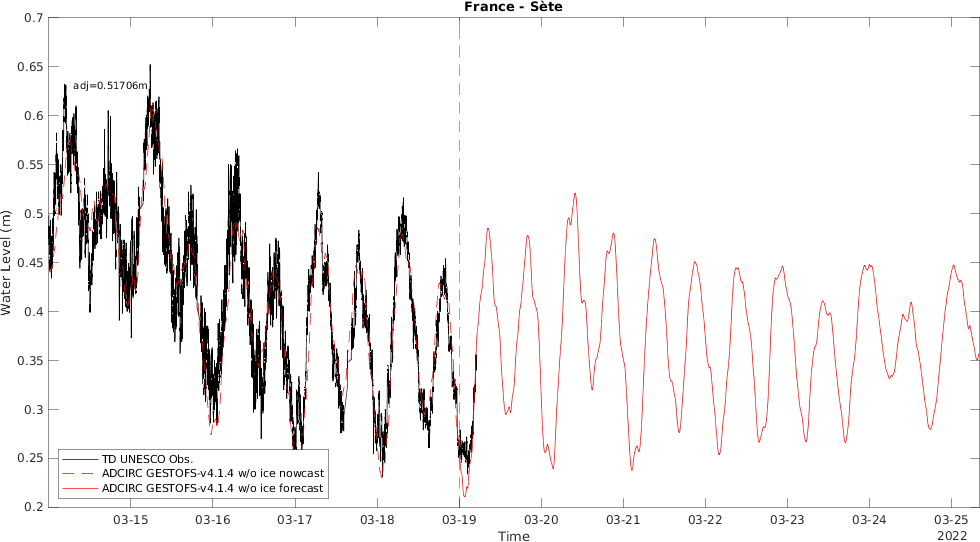 France - Sète
0.7
0.65
0.6
0.55
0.5
0.45
0.4
0.35
0.3
0.25
0.2
Water Level (m)
adj=0.51706m
TD UNESCO Obs.
ADCIRC GESTOFS-v4.1.4 w/o ice nowcast
ADCIRC GESTOFS-v4.1.4 w/o ice forecast
03-15 03-16 03-17 03-18 03-19 03-20 03-21 03-22 03-23 03-24 03-25
2022
Time